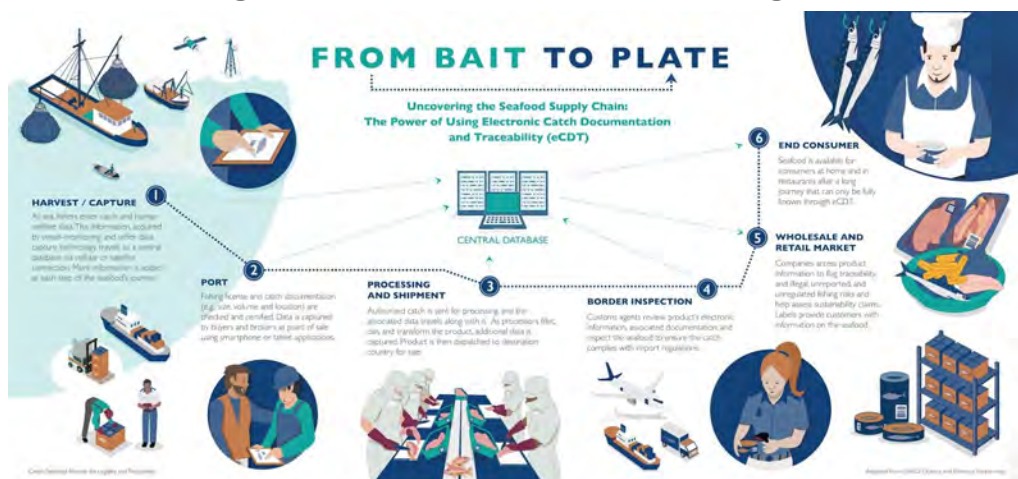 FROM BAIT TO PLATE
Uncovering the Seafood Supply Chain:
The Power of Using Electronic Catch Documentation
and Traceability (eCDT)
1
HARVEST / CAPTURE
At sea, fishers enter catch and human
welfare data. This information, acquired
by vessel-monitoring and other data
capture technology, travels to a central
database via cellular or satellite
connection. More information is added
at each step of the seafood's journey.
2
PORT
Fishing license and catch documentation
(e.g. size, volume and location) are
checked and certified. Data is captured
by buyers and brokers at point of sale
using smartphone or tablet applications.
CENTRAL DATABASE
3
PROCESSING
AND SHIPMENT
Authorized catch is sent for processing, and the
associated data travels along with it. As processors fillet,
can, and transform the product, additional data is
captured. Product is then dispatched to destination
country for sale.
4
BORDER INSPECTION
Customs agents review product's electronic
information, associated documentation and
inspect the seafood to ensure the catch
complies with import regulations.
5
WHOLESALE AND
RETAIL MARKET
Companies access product
information to flag traceability
and illegal, unreported, and
unregulated fishing risks and
help assess sustainability claims.
Labels provide customers with
information on the seafood.
6
END CONSUMER
Seafood is available for
consumers at home and in
restaurants after a long
journey that can only be fully
known through eCDT.